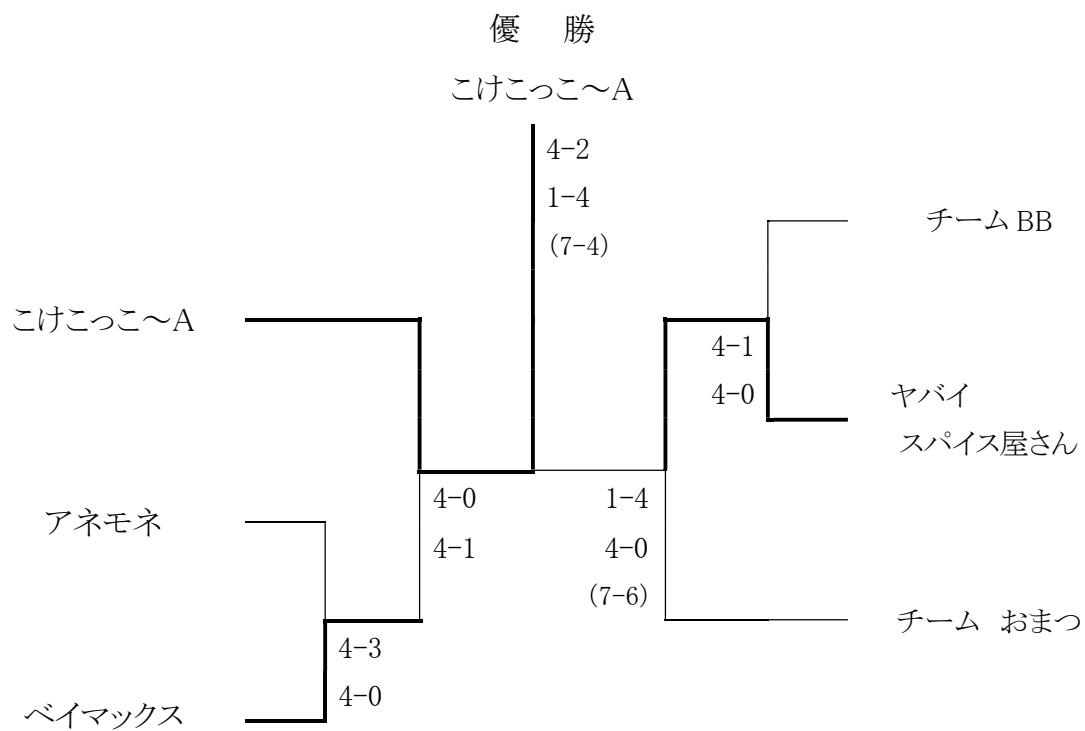 優 勝
こけこっこ～A
4-2
1-4
(7-4)
チーム BB
こけこっこ～A
4-1
4-0
ヤバイ
スパイス屋さん
アネモネ
4-0
4-1
1-4
4-0
(7-6)
チーム おまつ
4-3
4-0
ベイマックス